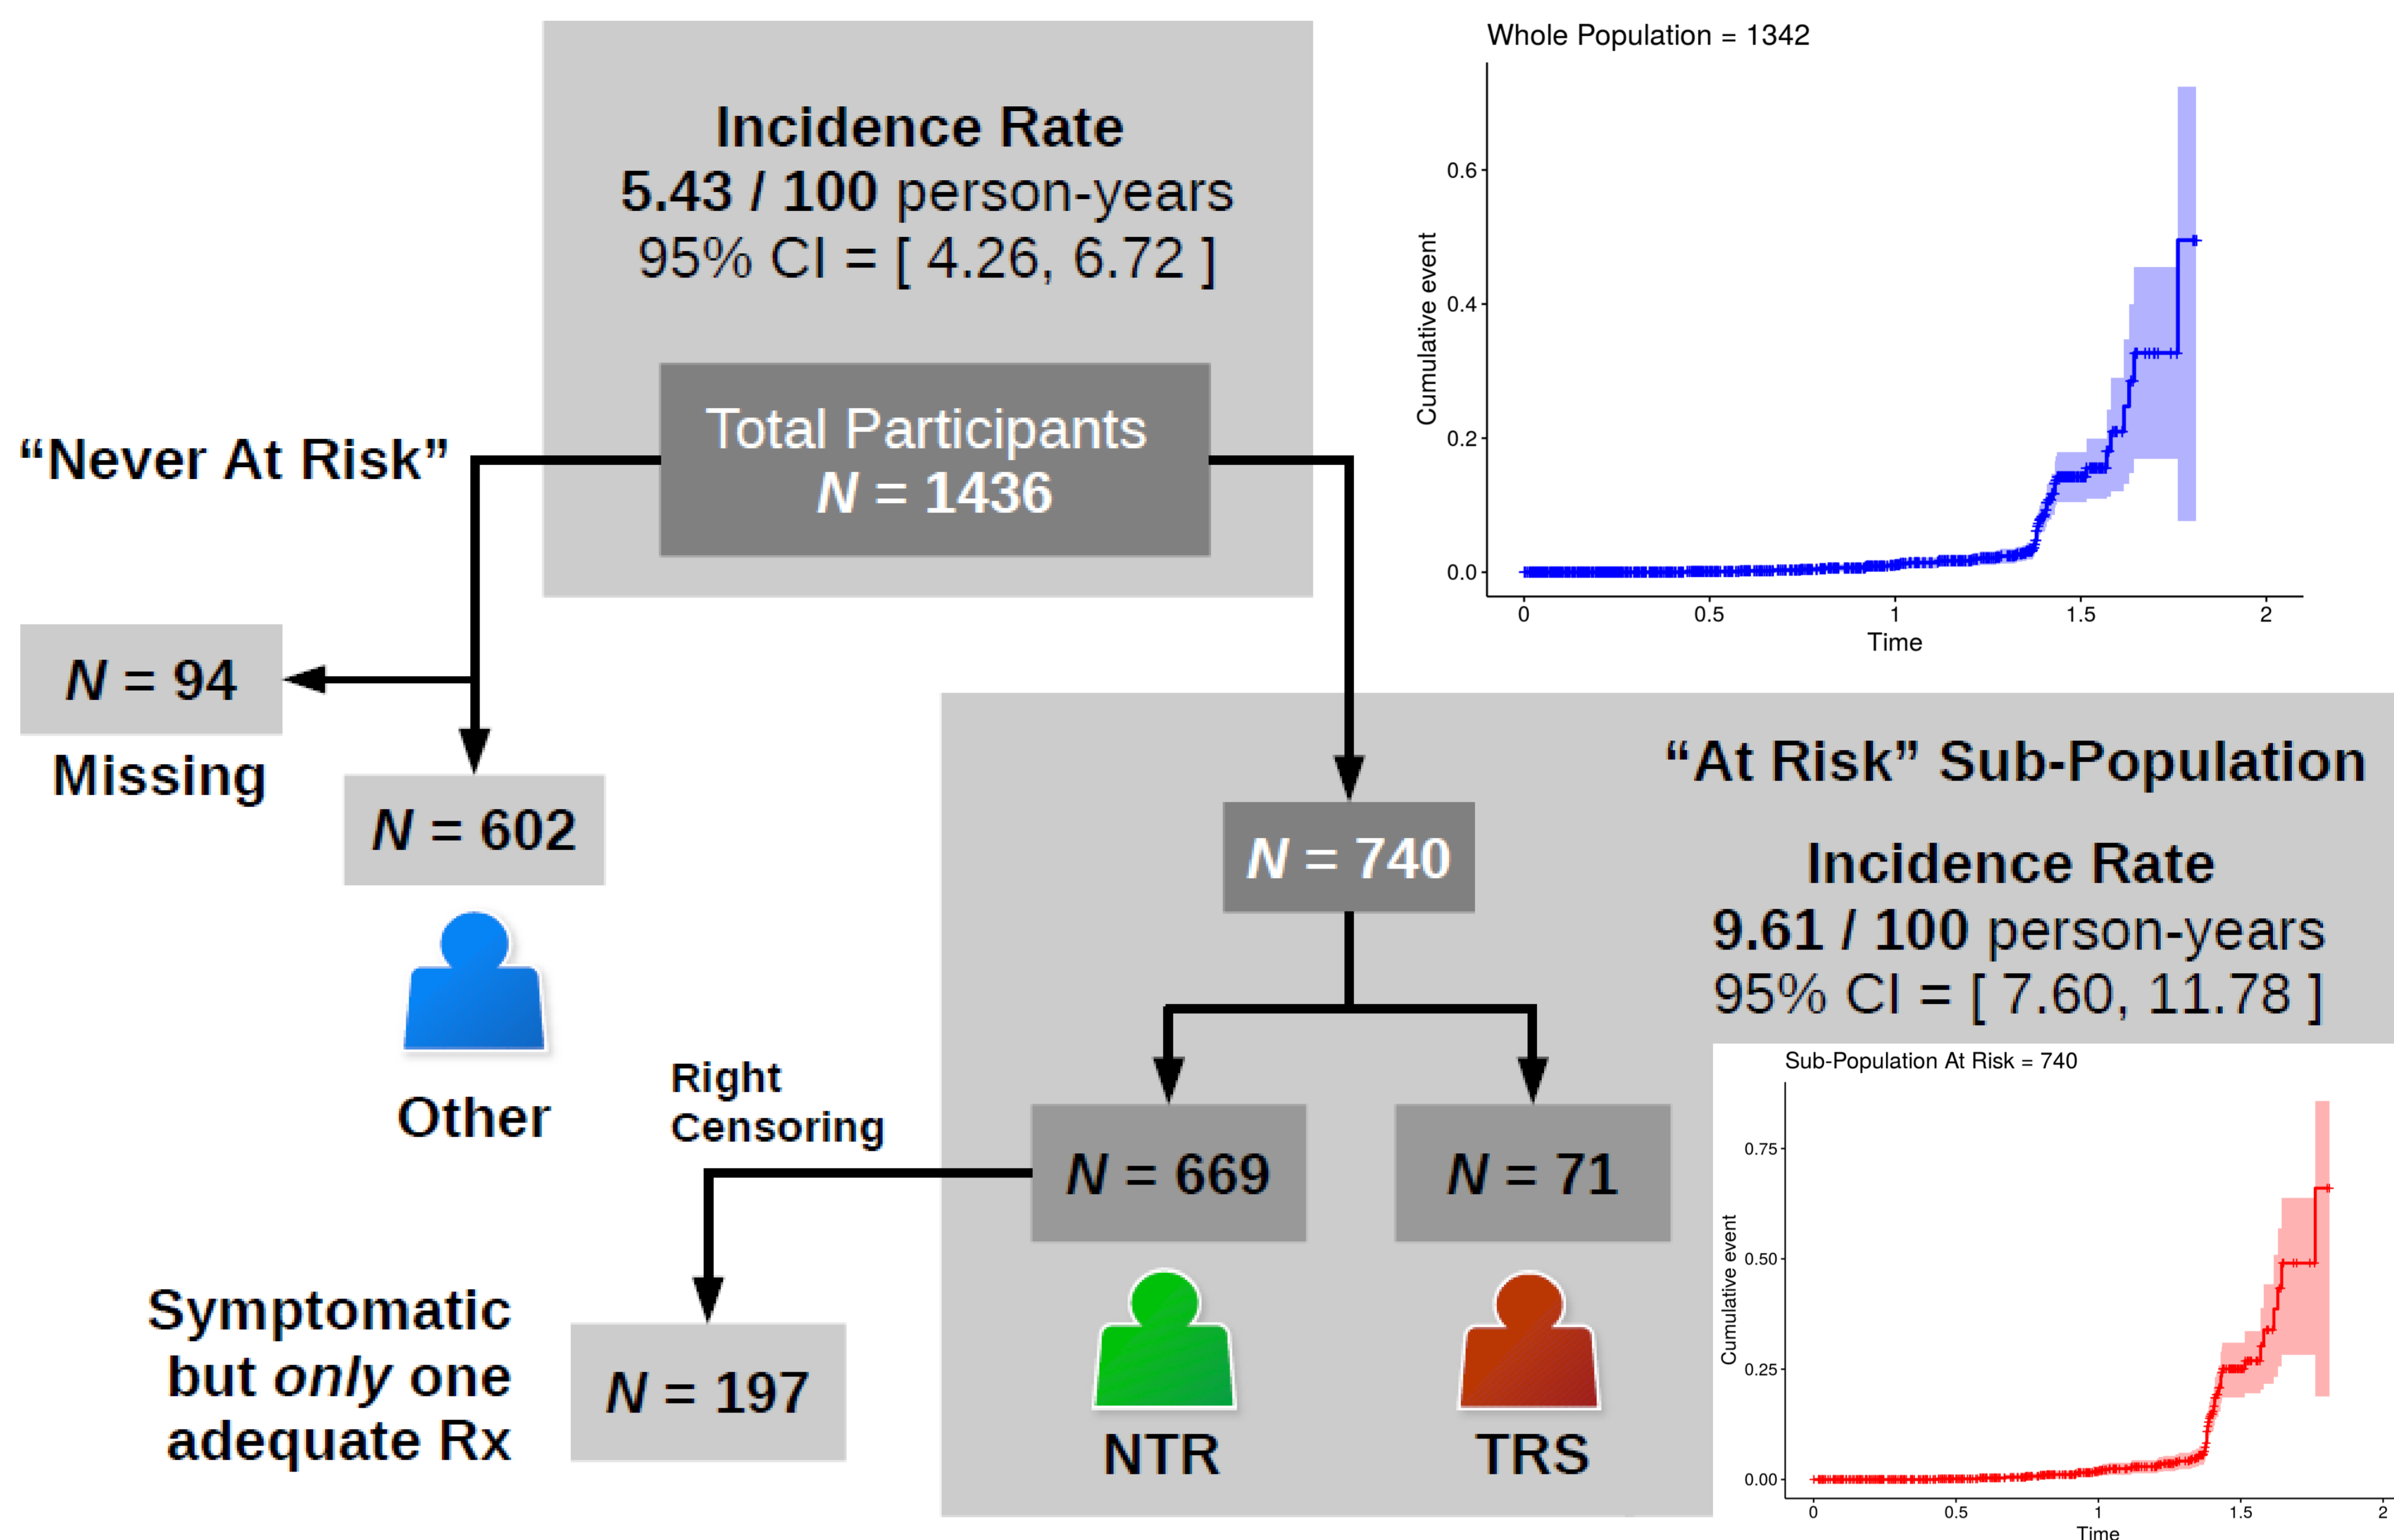 Incidence Rate
5.43 / 100 person-years
95% CI = [ 4.26, 6.72 ]
Total Participants
N = 1436
“Never At Risk”
N = 94
Missing
N = 602
Other
Whole Population = 1342
Cumulative event
0.6
0.4
0.2
0.0
0
0.5
1
1.5
2
Time
“At Risk” Sub-Population
N = 740
Incidence Rate
9.61 / 100 person-years
95% CI = [ 7.60, 11.78 ]
Right
Censoring
N = 669
N = 71
NTR
TRS
Symptomatic
but only one
adequate Rx
N = 197
Sub-Population At Risk = 740
Cumulative event
0.75
0.50
0.25
0.00
0
0.5
1
1.5
2
Time